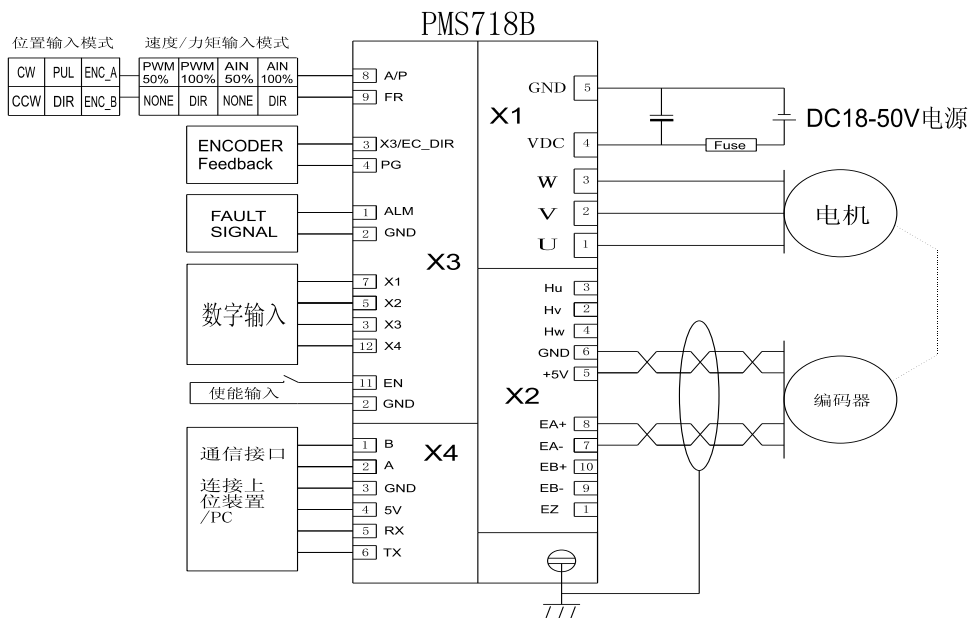 PMS718B
位置输入模式
速度/力矩输入模式
CW PUL ENC_A
CCW DIR ENC_B
PWM 50% PWM 100% AIN 50% AIN 100%
NONE DIR NONE DIR
8 A/P
9 FR
ENCODER
Feedback
3 X3/EC_DIR
4 PG
FAULT
SIGNAL
1 ALM
2 GND
X3
数字输入
7 X1
5 X2
3 X3
12 X4
使能输入
11 EN
2 GND
通信接口
连接上
位装置
/PC
1 B
2 A
3 GND
4 5V
5 RX
6 TX
X4
X1
GND 5
VDC 4
W 3
V 2
U 1
Fuse
DC18-50V电源
电机
X2
Hu 3
Hv 2
Hw 4
GND 6
+5V 5
EA+ 8
EA- 7
EB+ 10
EB- 9
EZ 1
编码器